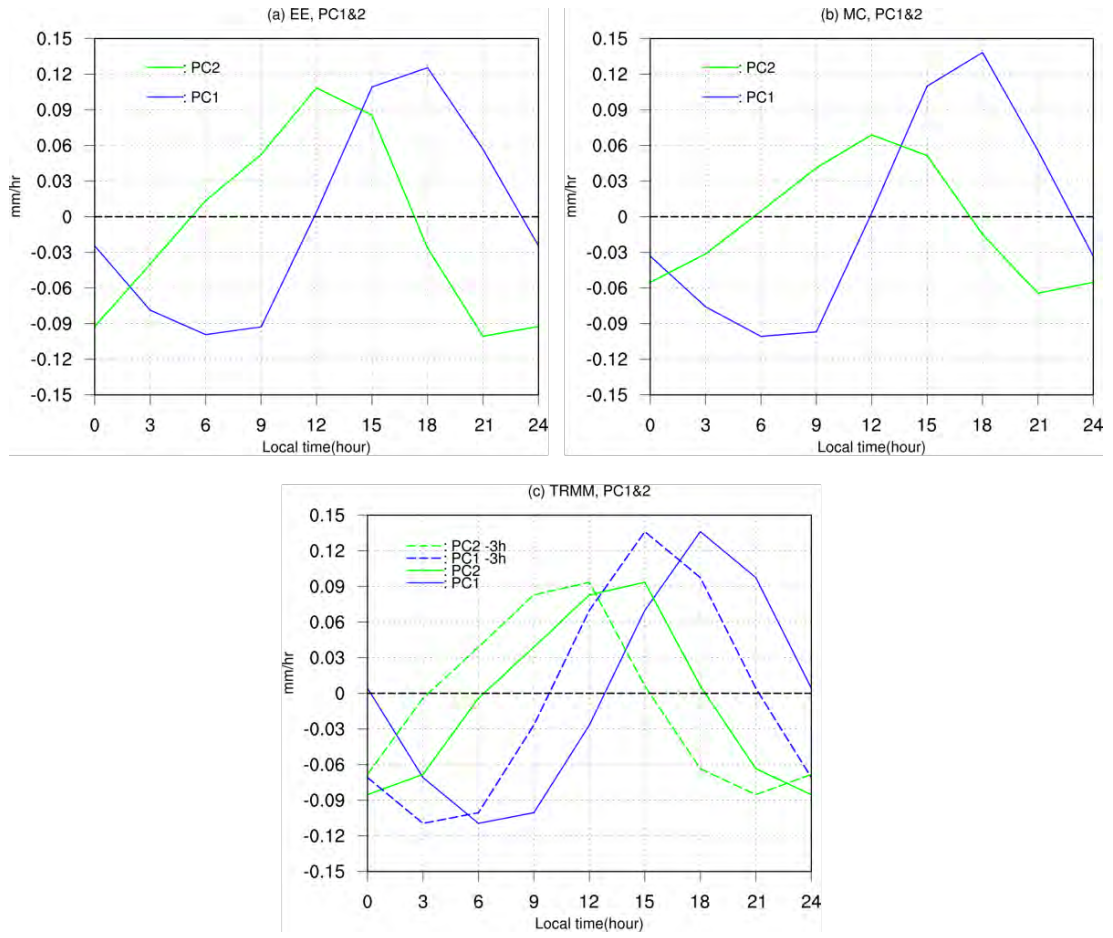 (a) EE, PC1&2
0.15
0.12
0.09
0.06
0.03
0
-0.03
-0.06
-0.09
-0.12
-0.15
mm/hr
: PC2
: PC1
0 3 6 9 12 15 18 21 24
Local time(hour)
(b) MC, PC1&2
0.15
0.12
0.09
0.06
0.03
0
-0.03
-0.06
-0.09
-0.12
-0.15
mm/hr
: PC2
: PC1
0 3 6 9 12 15 18 21 24
Local time(hour)
(c) TRMM, PC1&2
0.15
0.12
0.09
0.06
0.03
0
-0.03
-0.06
-0.09
-0.12
-0.15
mm/hr
: PC2 -3h
: PC1 -3h
: PC2
: PC1
0 3 6 9 12 15 18 21 24
Local time(hour)